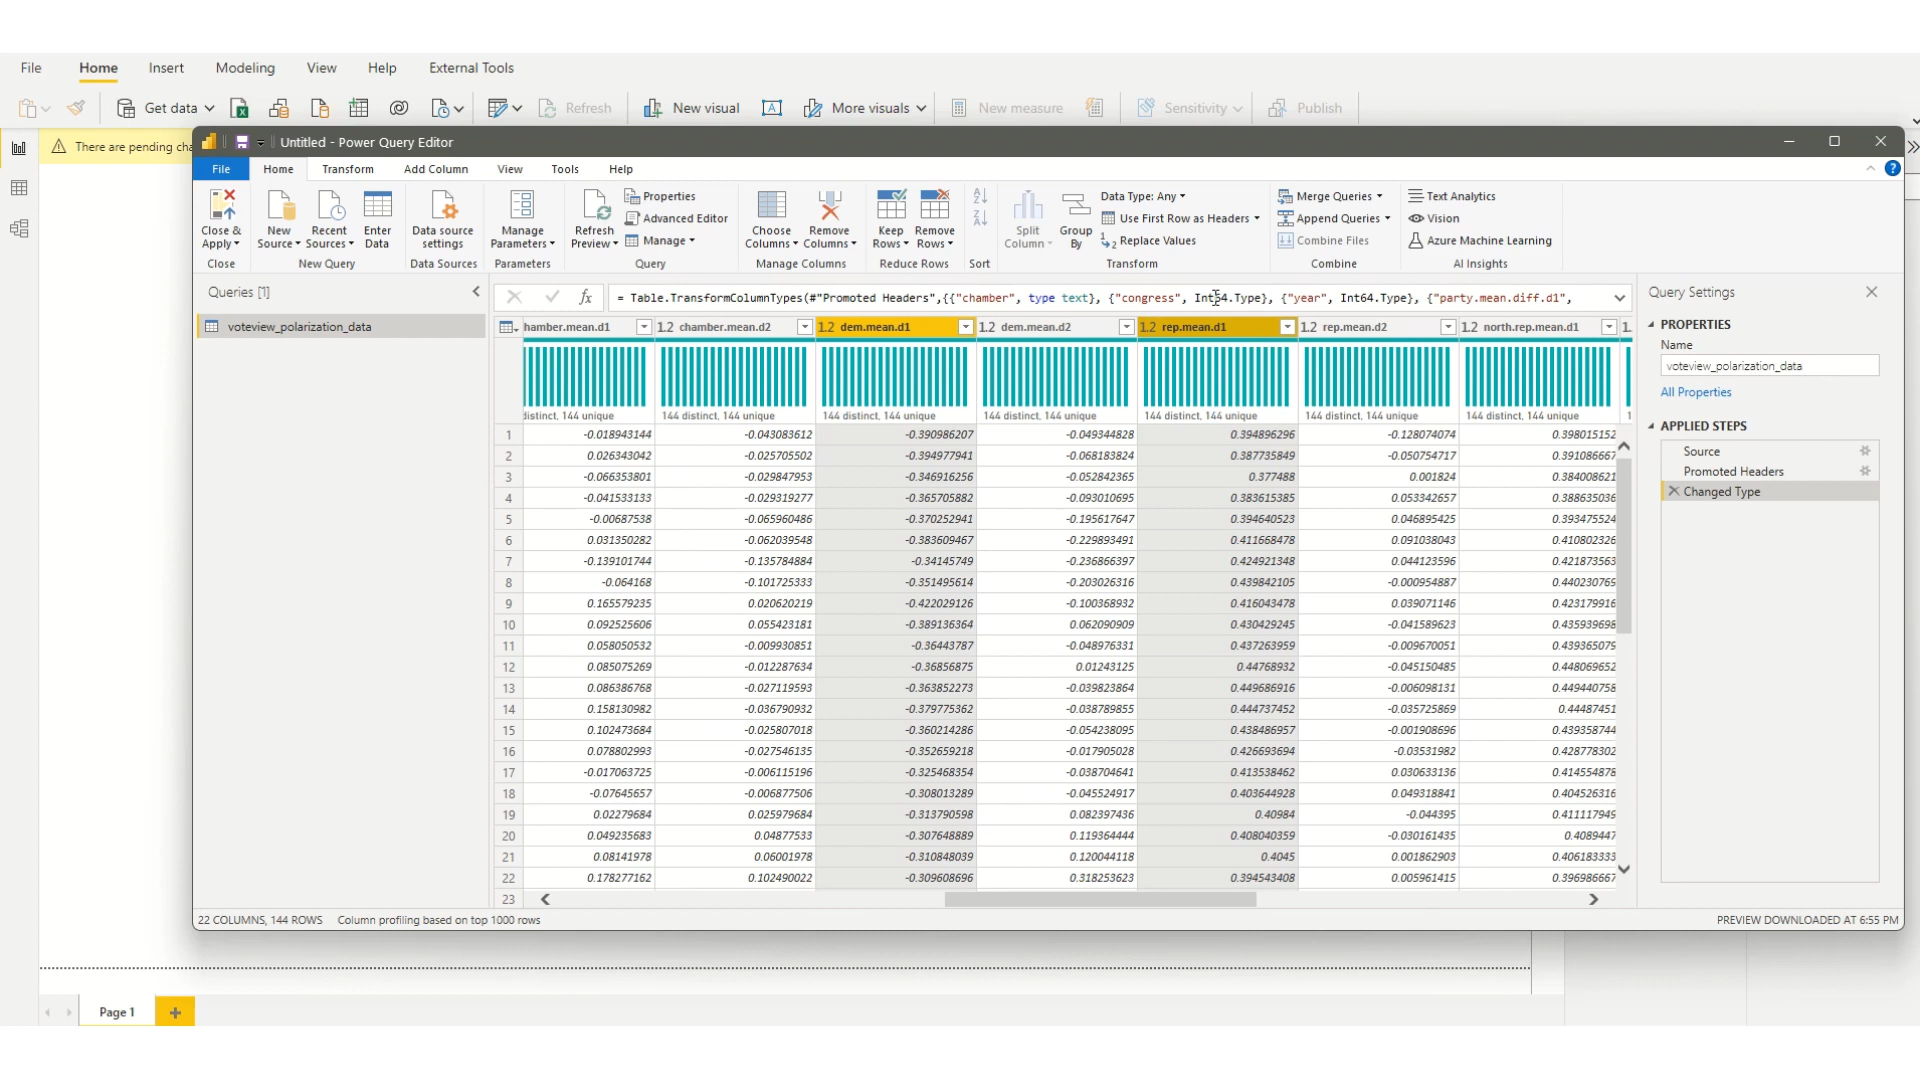 File Home Insert Modeling View Help External Tools
Get data Refresh New visual More visuals New measure Sensitivity Publish
There are pending cha
Untitled - Power Query Editor
File Home Transform Add Column View Tools Help
Close & Apply
New Source
Recent Sources
Enter Data
Data source settings
Manage Parameters
Refresh Preview
Properties
Advanced Editor
Manage
Choose Columns
Remove Columns
Keep Rows
Remove Rows
Split Column
Group By
Data Type: Any
Use First Row as Headers
Replace Values
Merge Queries
Append Queries
Combine Files
Text Analytics
Vision
Azure Machine Learning
Close New Query Data Sources Parameters Query Manage Columns Reduce Rows Sort Transform Combine AI Insights
Queries [1]
voteview_polarization_data
= Table.TransformColumnTypes(#"Promoted Headers",{{"chamber", type text}, {"congress", Int64.Type}, {"year", Int64.Type}, {"party.mean.diff.d1",
hamber.mean.d1 1.2 chamber.mean.d2 1.2 dem.mean.d1 1.2 dem.mean.d2 1.2 rep.mean.d1 1.2 rep.mean.d2 1.2 north.rep.mean.d1 1.
distinct, 144 unique 144 distinct, 144 unique 144 distinct, 144 unique 144 distinct, 144 unique 144 distinct, 144 unique 144 distinct, 144 unique 144 distinct, 144 unique 1
1 -0.018943144 -0.043083612 -0.390986207 -0.049344828 0.394896296 -0.128074074 0.398015152
2 0.026343042 -0.025705502 -0.394977941 -0.068183824 0.387735849 -0.050754717 0.391086667
3 -0.066353801 -0.029847953 -0.346916256 -0.052842365 0.377488 0.001824 0.384008621
4 -0.041533133 -0.029319277 -0.365705882 -0.093010695 0.383615385 0.053342657 0.388635036
5 -0.00687538 -0.065960486 -0.370252941 -0.195617647 0.394640523 0.046895425 0.393475524
6 0.031350282 -0.062039548 -0.383609467 -0.229893491 0.411668478 0.091038043 0.410802326
7 -0.139101744 -0.135784884 -0.34145749 -0.236866397 0.424921348 0.044123596 0.421873563
8 -0.064168 -0.101725333 -0.351495614 -0.203026316 0.439842105 -0.000954887 0.440230769
9 0.165579235 0.020620219 -0.422029126 -0.100368932 0.416043478 0.039071146 0.423179916
10 0.092525606 0.055423181 -0.389136364 0.062090909 0.430429245 -0.041589623 0.435939698
11 0.058050532 -0.009930851 -0.36443787 -0.048976331 0.437263959 -0.009670051 0.439365079
12 0.085075269 -0.012287634 -0.36856875 0.01243125 0.44768932 -0.045150485 0.448069652
13 0.086386768 -0.027119593 -0.363852273 -0.039823864 0.449686916 -0.006098131 0.449440758
14 0.158130982 -0.036790932 -0.379775362 -0.038789855 0.444737452 -0.035725869 0.44487451
15 0.102473684 -0.025807018 -0.360214286 -0.054238095 0.438486957 -0.001908696 0.439358744
16 0.078802993 -0.027546135 -0.352659218 -0.017905028 0.426693694 -0.03531982 0.428778302
17 -0.017063725 -0.006115196 -0.325468354 -0.038704641 0.413538462 0.030633136 0.414554878
18 -0.07645657 -0.006877506 -0.308013289 -0.045524917 0.403644928 0.049318841 0.404526316
19 0.02279684 0.025979684 -0.313790598 0.082397436 0.40984 -0.044395 0.411117949
20 0.049235683 0.04877533 -0.307648889 0.119364444 0.408040359 -0.030161435 0.4089447
21 0.08141978 0.06001978 -0.310848039 0.120044118 0.4045 0.001862903 0.406183333
22 0.178277162 0.102490022 -0.309608696 0.318253623 0.394543408 0.005961415 0.396986667
23
Query Settings
PROPERTIES
Name
voteview_polarization_data
All Properties
APPLIED STEPS
Source
Promoted Headers
Changed Type
22 COLUMNS, 144 ROWS Column profiling based on top 1000 rows PREVIEW DOWNLOADED AT 6:55 PM
Page 1